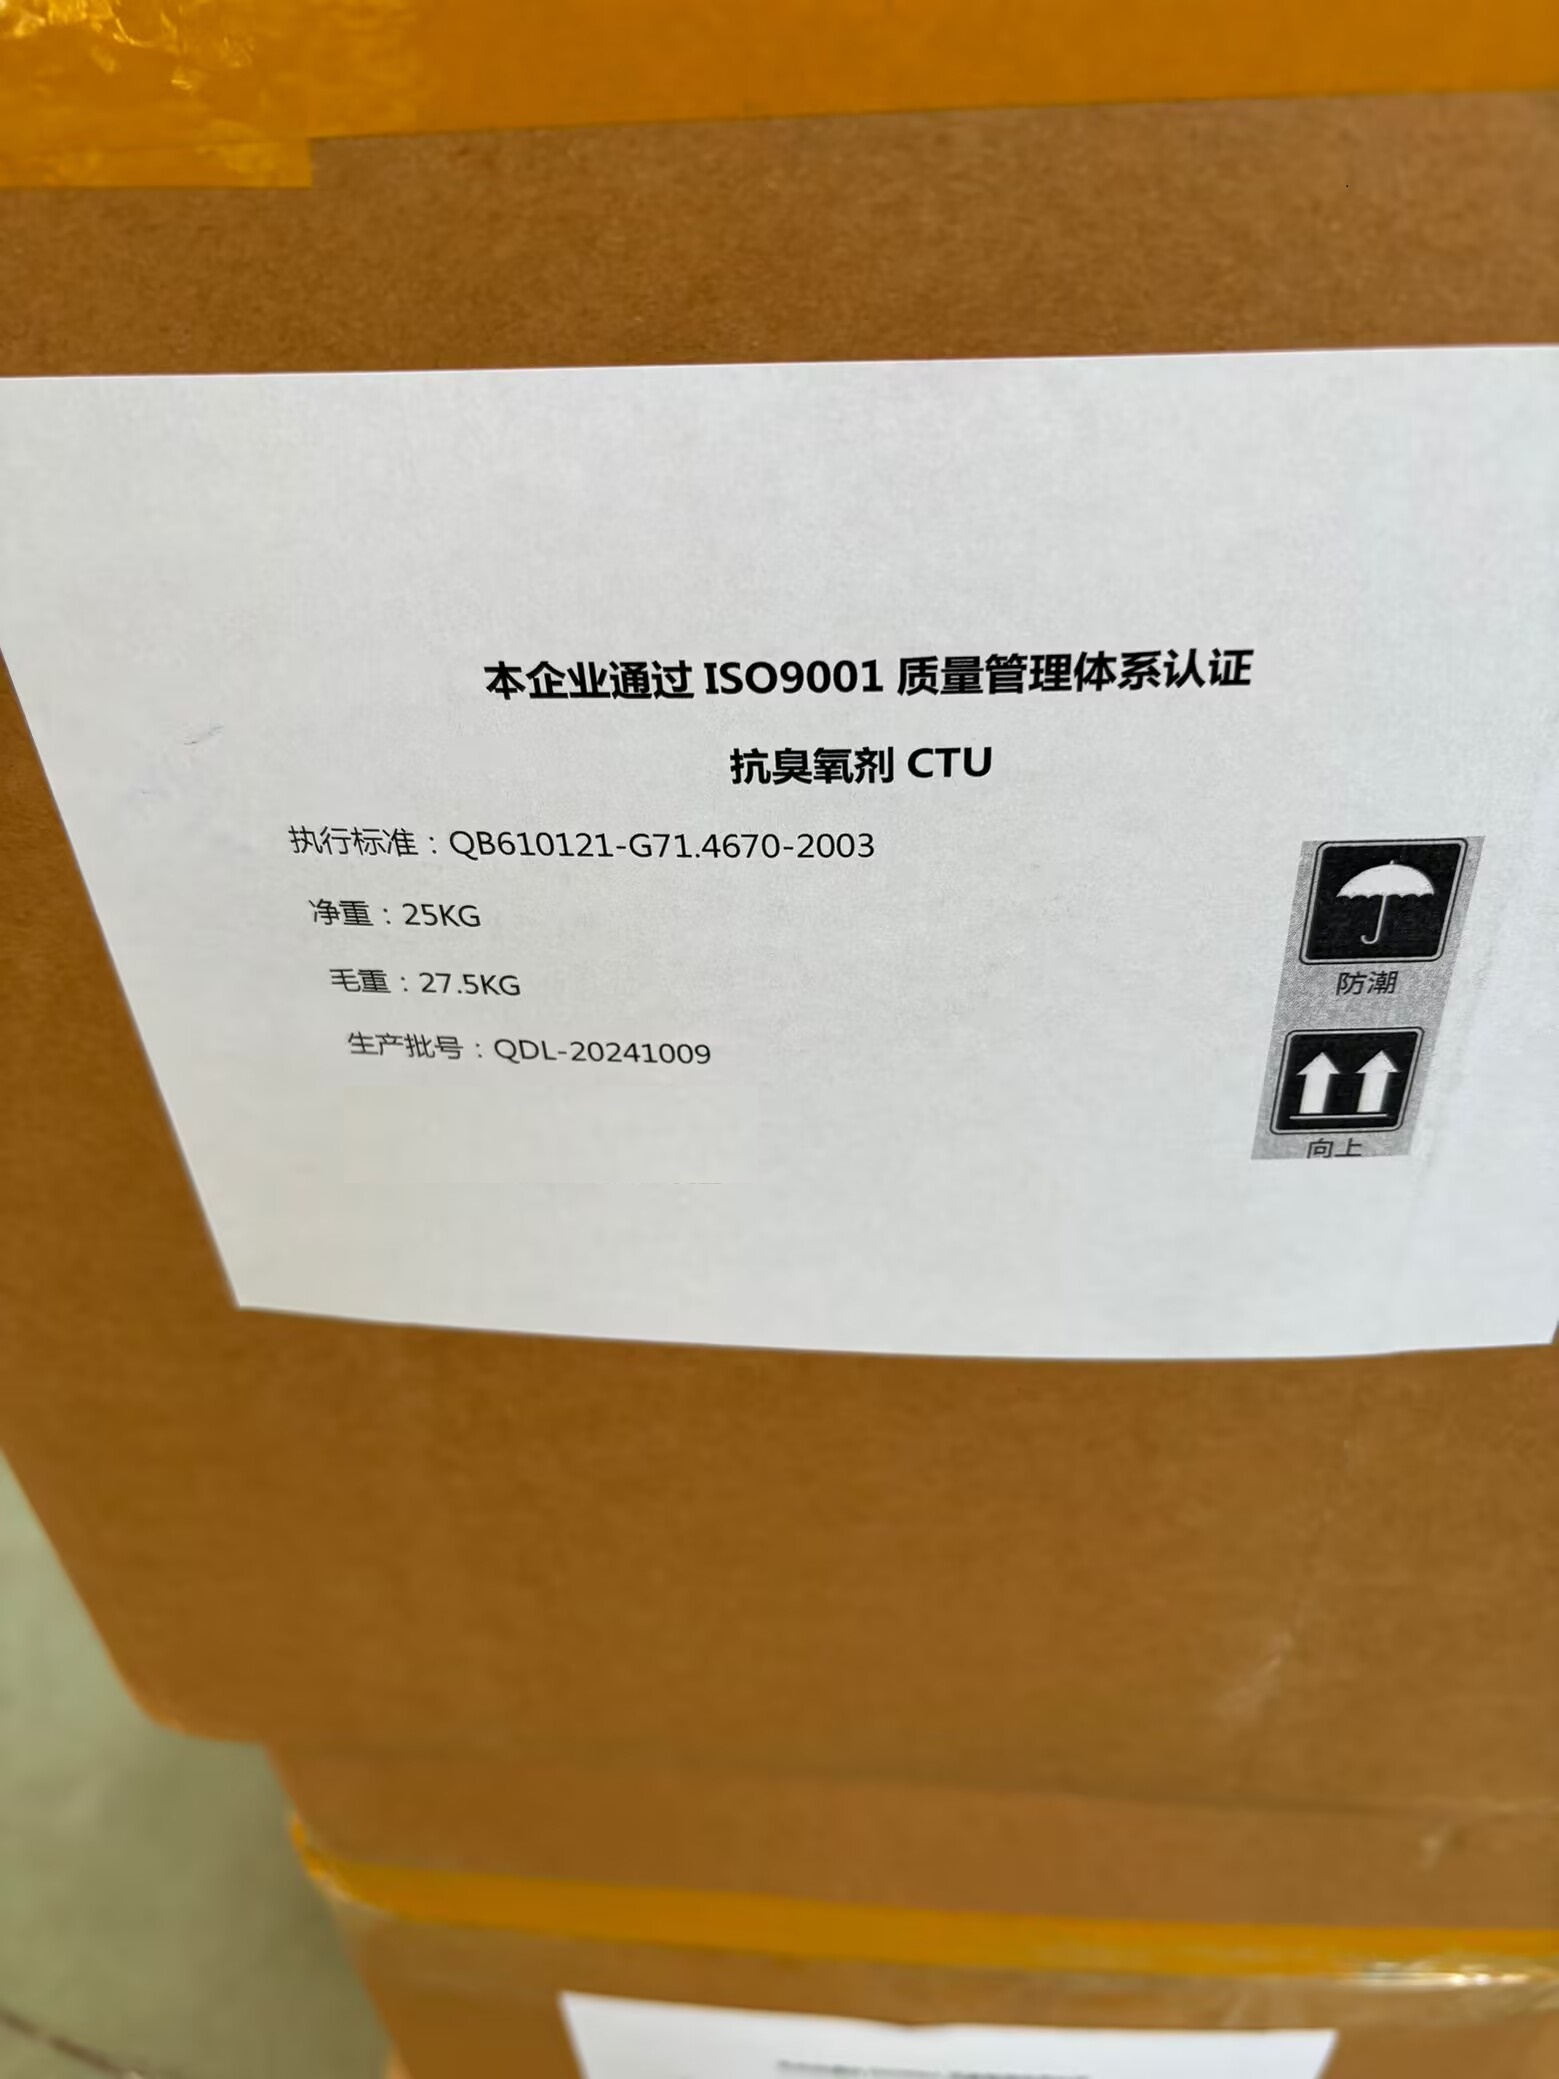 本企业通过 ISO9001 质量管理体系认证
抗臭氧剂 CTU
执行标准：QB610121-G71.4670-2003
净重：25KG
毛重：27.5KG
生产批号：QDL-20241009
防潮
向上